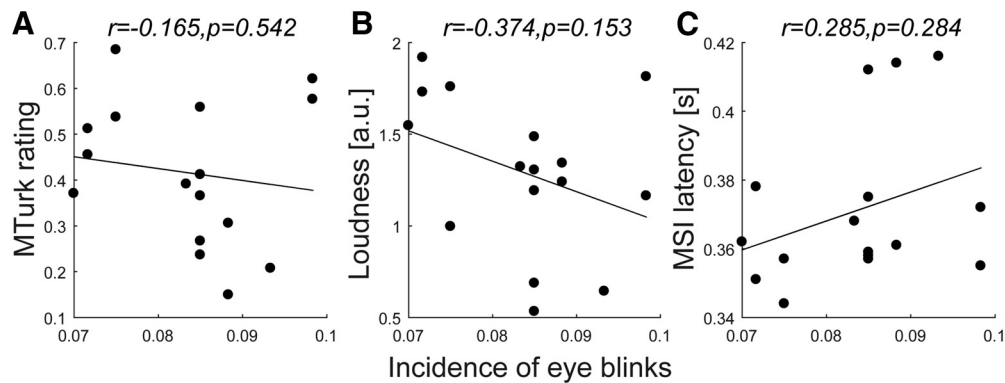 A
r=-0.165,p=0.542
MTurk rating
0.7
0.6
0.5
0.4
0.3
0.2
0.1
0.07
0.08
0.09
0.1
B
r=-0.374,p=0.153
Loudness [a.u.]
2
1.5
1
0.5
0.07
0.08
0.09
0.1
C
r=0.285,p=0.284
MSI latency [s]
0.42
0.4
0.38
0.36
0.34
0.07
0.08
0.09
0.1
Incidence of eye blinks